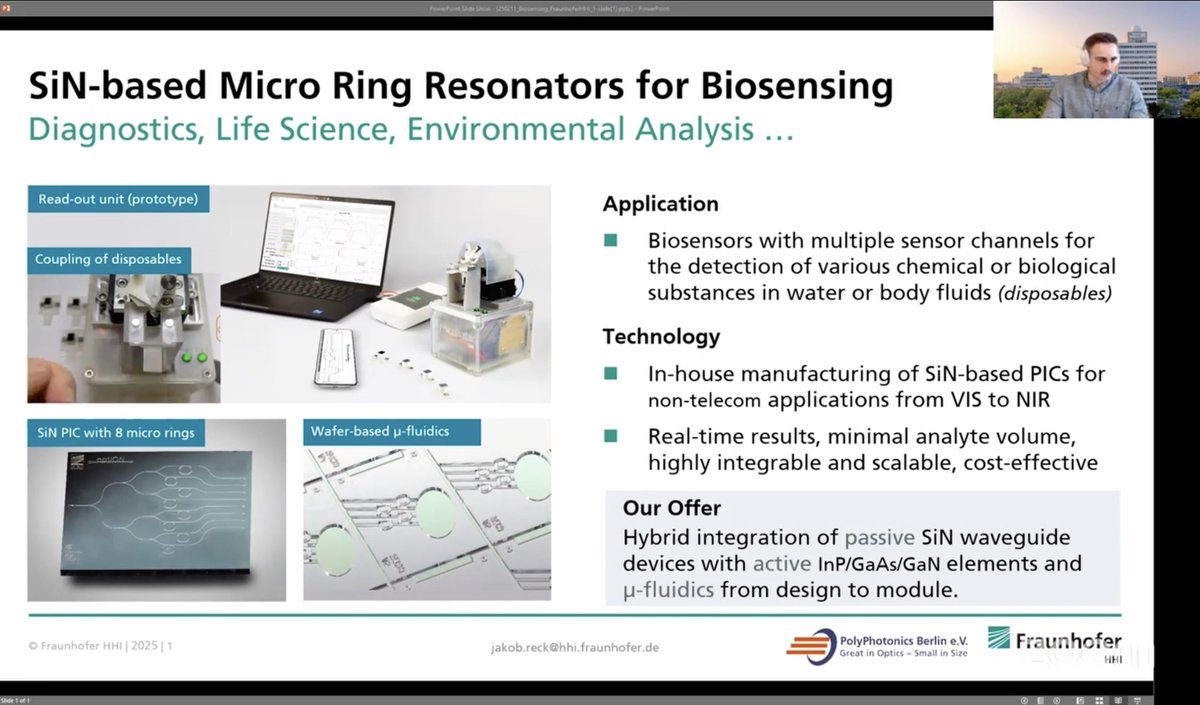 PowerPoint Slide Show - [250211_Biosensing_FraunhoferHHI_1-slide[1].pptx] - PowerPoint
SiN-based Micro Ring Resonators for Biosensing
Diagnostics, Life Science, Environmental Analysis …
Read-out unit (prototype)
Coupling of disposables
SiN PIC with 8 micro rings
Wafer-based µ-fluidics
Application
Biosensors with multiple sensor channels for
the detection of various chemical or biological
substances in water or body fluids (disposables)
Technology
In-house manufacturing of SiN-based PICs for
non-telecom applications from VIS to NIR
Real-time results, minimal analyte volume,
highly integrable and scalable, cost-effective
Our Offer
Hybrid integration of passive SiN waveguide
devices with active InP/GaAs/GaN elements and
µ-fluidics from design to module.
© Fraunhofer HHI | 2025 | 1
jakob.reck@hhi.fraunhofer.de
PolyPhotonics Berlin e.V.
Great in Optics – Small in Size
Fraunhofer
HHI
Slide 1 of 1